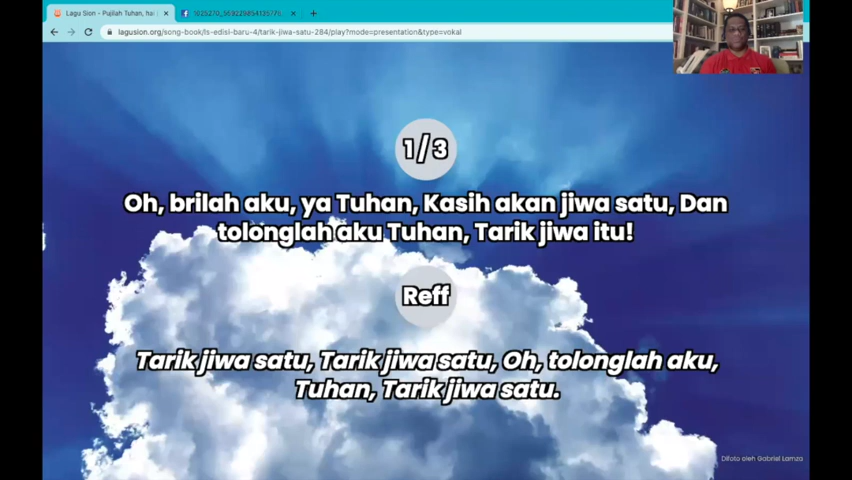 Lagu Sion - Pujilah Tuhan, hai
lagusion.org/song-book/ls-edisi-baru-4/tarik-jiwa-satu-284/play?mode=presentation&type=vokal
1/3
Oh, brilah aku, ya Tuhan, Kasih akan jiwa satu, Dan
tolonglah aku Tuhan, Tarik jiwa itu!
Reff
Tarik jiwa satu, Tarik jiwa satu, Oh, tolonglah aku,
Tuhan, Tarik jiwa satu.
Difoto oleh Gabriel Lamza